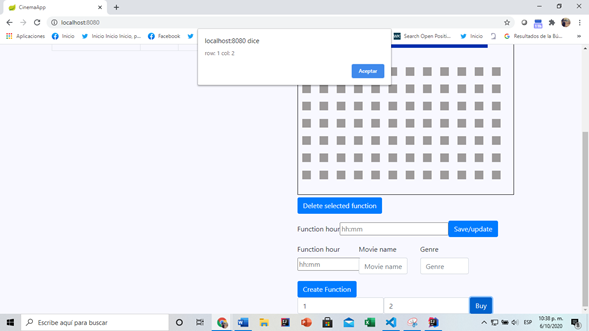 CinemaApp
localhost:8080
Aplicaciones
Inicio
Inicio Inicio Inicio, p...
Facebook
Search Open Positi...
Inicio
Resultados de la Bú...
localhost:8080 dice
row: 1 col: 2
Aceptar
Delete selected function
Function hour hh:mm Save/update
Function hour Movie name Genre
hh:mm Movie name Genre
Create Function
1 2 Buy
Escribe aquí para buscar
ESP
10:38 p. m.
6/10/2020